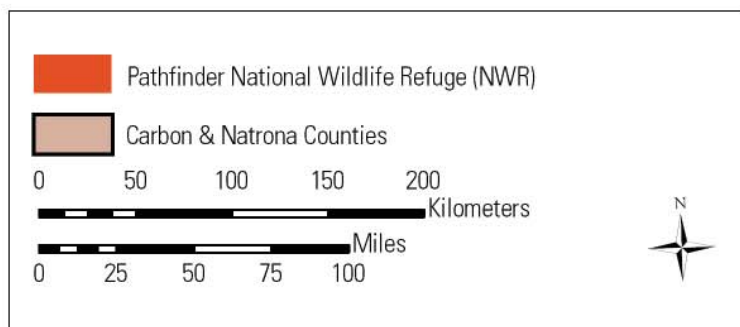 Pathfinder National Wildlife Refuge (NWR)
Carbon & Natrona Counties
0 50 100 150 200
Kilometers
N
Miles
0 25 50 75 100